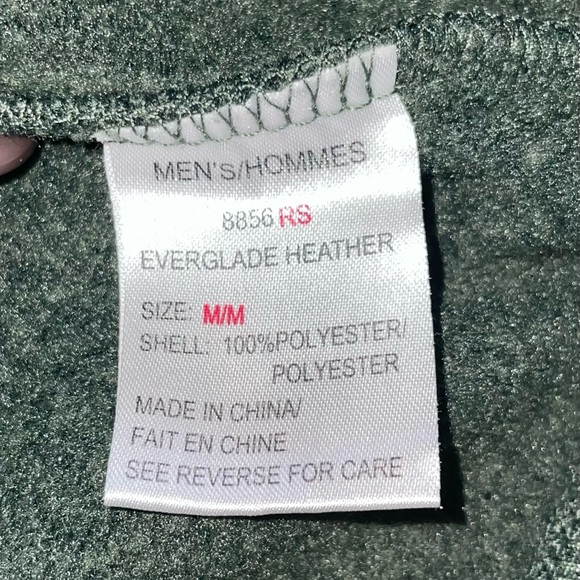 MEN's/HOMMES
8856 RS
EVERGLADE HEATHER
SIZE: M/M
SHELL: 100%POLYESTER/
POLYESTER
MADE IN CHINA/
FAIT EN CHINE
SEE REVERSE FOR CARE